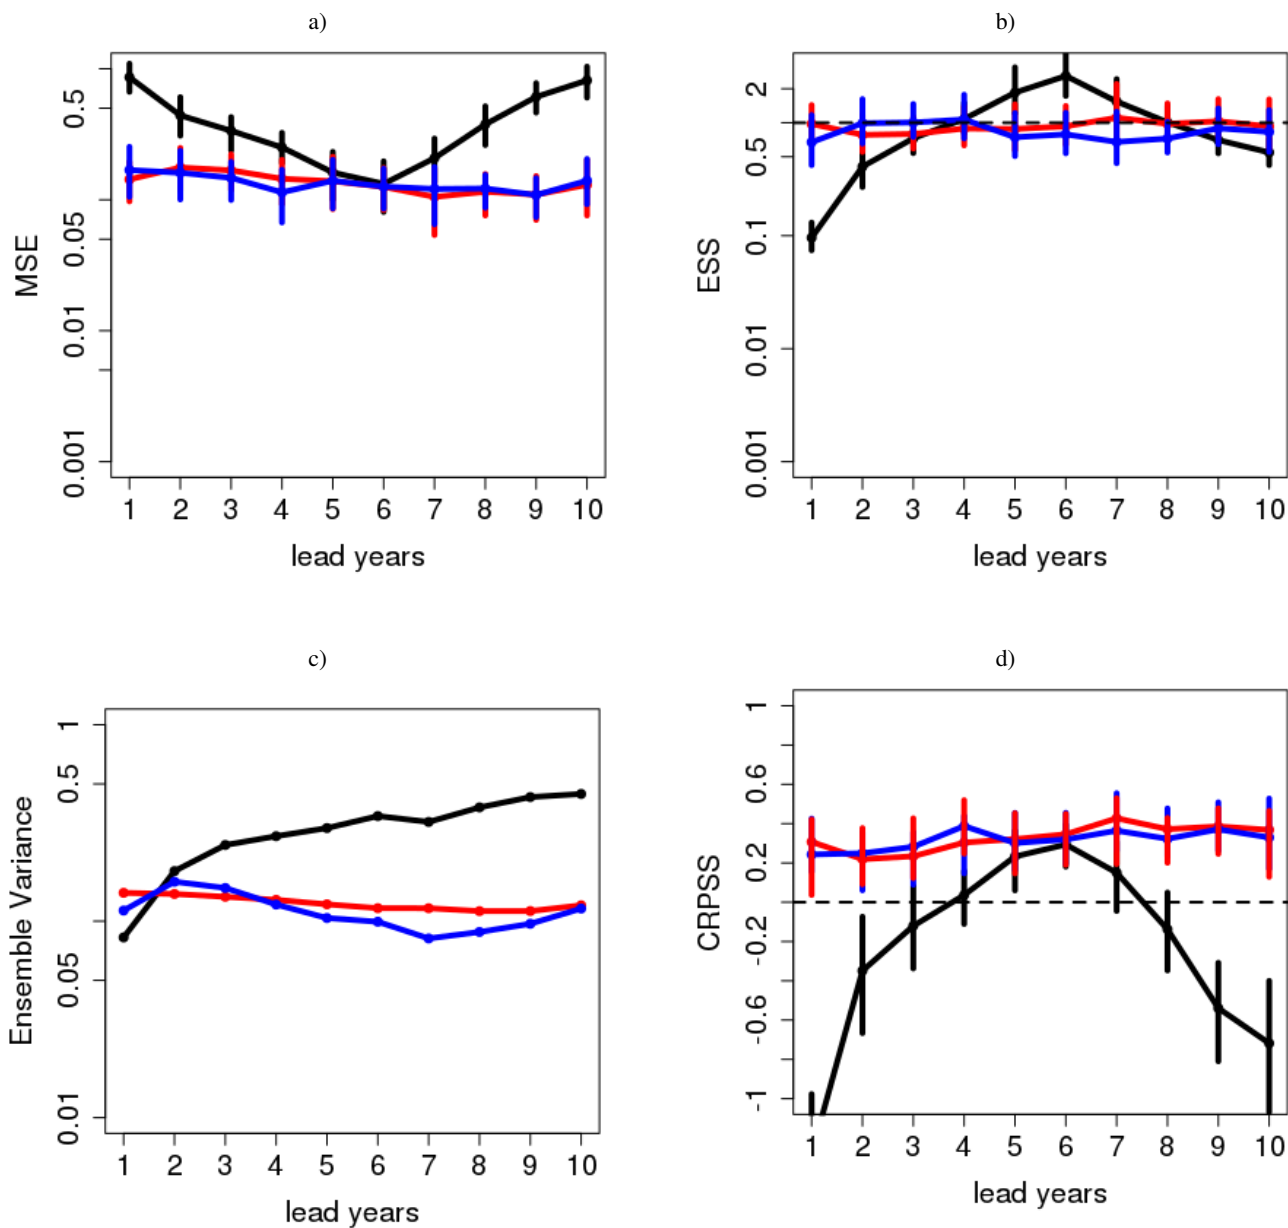 a)
MSE
0.5
0.05
0.01
0.001
1 2 3 4 5 6 7 8 9 10
lead years
b)
ESS
2
0.5
0.1
0.01
0.001
1 2 3 4 5 6 7 8 9 10
lead years
c)
Ensemble Variance
1
0.5
0.05
0.01
1 2 3 4 5 6 7 8 9 10
lead years
d)
CRPSS
1
0.6
0.2
-0.2
-0.6
-1
1 2 3 4 5 6 7 8 9 10
lead years